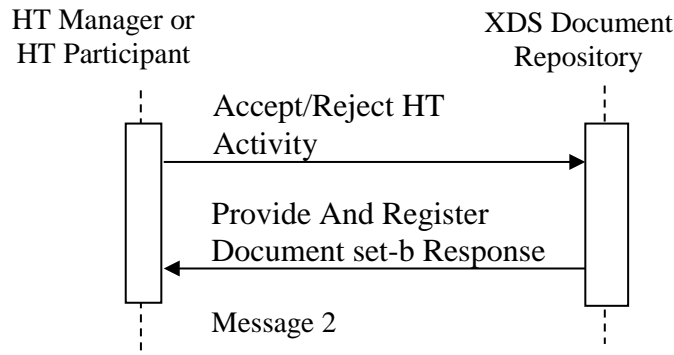 HT Manager or
HT Participant
XDS Document
Repository
Accept/Reject HT
Activity
Provide And Register
Document set-b Response
Message 2